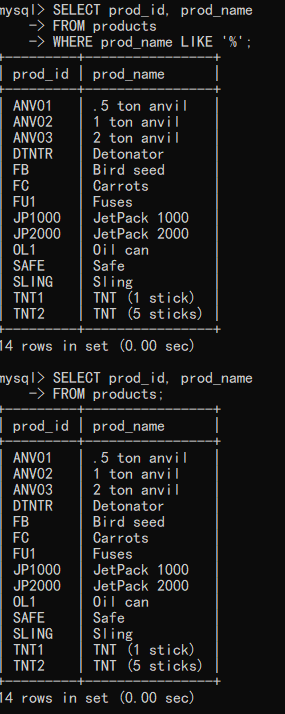 mysql> SELECT prod_id, prod_name
-> FROM products
-> WHERE prod_name LIKE '%';
+---------+----------------+
| prod_id | prod_name |
+---------+----------------+
| ANV01 | .5 ton anvil |
| ANV02 | 1 ton anvil |
| ANV03 | 2 ton anvil |
| DTNTR | Detonator |
| FB | Bird seed |
| FC | Carrots |
| FU1 | Fuses |
| JP1000 | JetPack 1000 |
| JP2000 | JetPack 2000 |
| OL1 | Oil can |
| SAFE | Safe |
| SLING | Sling |
| TNT1 | TNT (1 stick) |
| TNT2 | TNT (5 sticks) |
+---------+----------------+
14 rows in set (0.00 sec)
mysql> SELECT prod_id, prod_name
-> FROM products;
+---------+----------------+
| prod_id | prod_name |
+---------+----------------+
| ANV01 | .5 ton anvil |
| ANV02 | 1 ton anvil |
| ANV03 | 2 ton anvil |
| DTNTR | Detonator |
| FB | Bird seed |
| FC | Carrots |
| FU1 | Fuses |
| JP1000 | JetPack 1000 |
| JP2000 | JetPack 2000 |
| OL1 | Oil can |
| SAFE | Safe |
| SLING | Sling |
| TNT1 | TNT (1 stick) |
| TNT2 | TNT (5 sticks) |
+---------+----------------+
14 rows in set (0.00 sec)